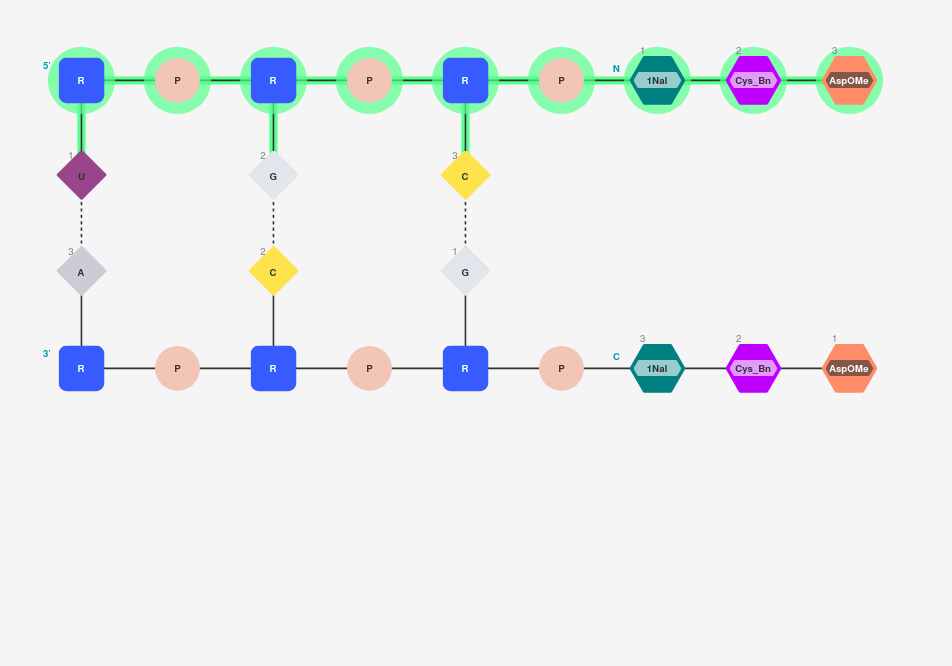 1 2 3
5' R P R P R P N 1Nal Cys_Bn AspOMe
1 2 3
U G C
3 2 1
A C G
3 2 1
3' R P R P R P C 1Nal Cys_Bn AspOMe